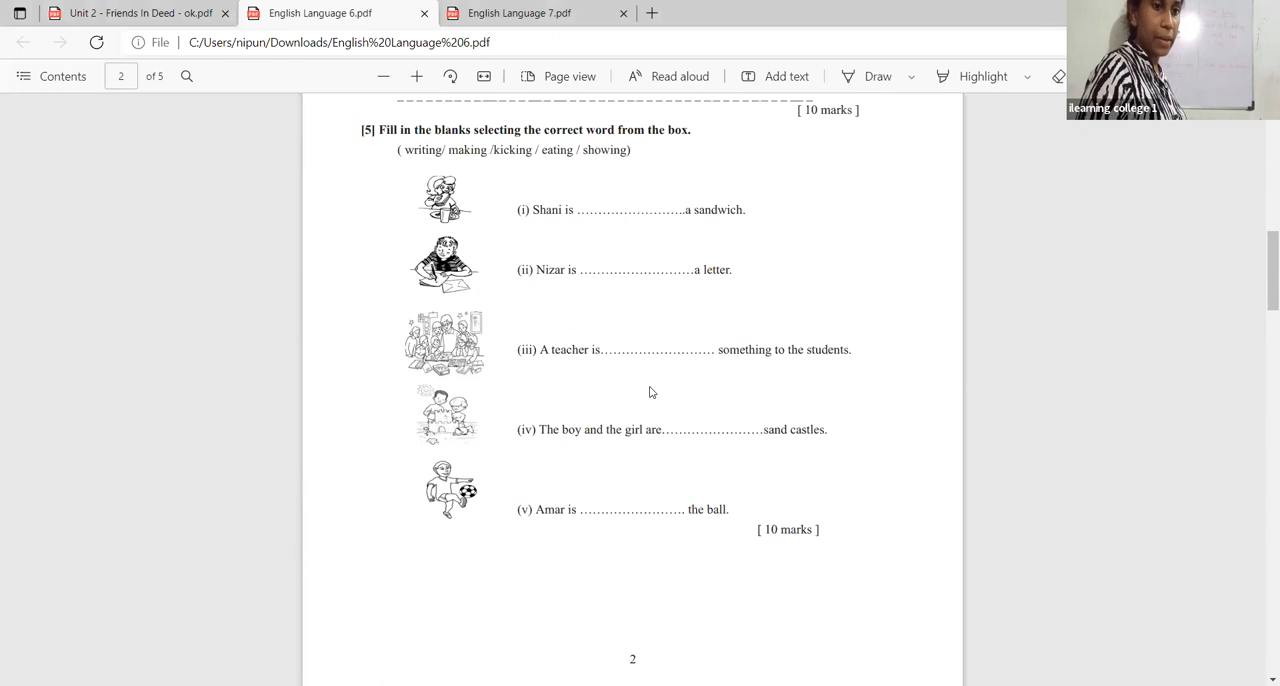 Unit 2 - Friends In Deed - ok.pdf
English Language 6.pdf
English Language 7.pdf
File
C:/Users/nipun/Downloads/English%20Language%206.pdf
Contents
2
of 5
Page view
Read aloud
Add text
Draw
Highlight
ilearning college 1
[ 10 marks ]
[5] Fill in the blanks selecting the correct word from the box.
( writing/ making /kicking / eating / showing)
(i) Shani is ……………………..a sandwich.
(ii) Nizar is ………………………a letter.
(iii) A teacher is……………………… something to the students.
(iv) The boy and the girl are……………………sand castles.
(v) Amar is ……………………. the ball.
[ 10 marks ]
2